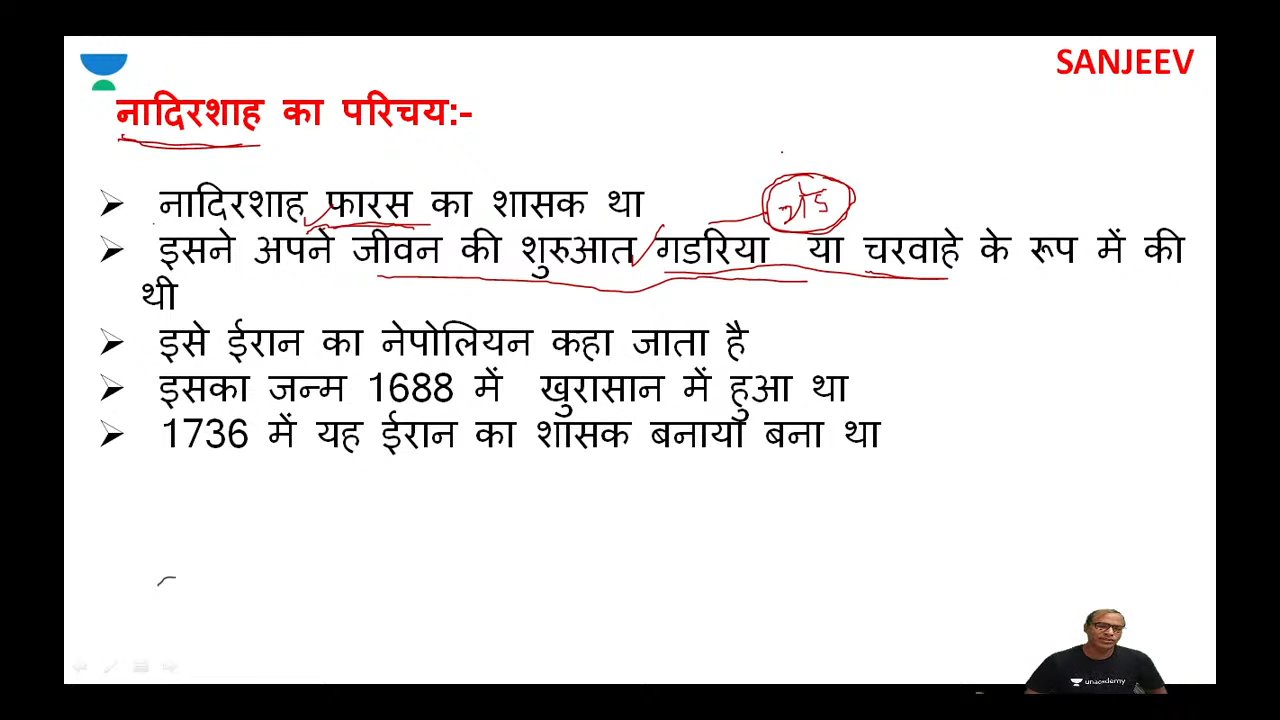 SANJEEV
नादिरशाह का परिचय:-
➢ नादिरशाह फारस का शासक था
➢ इसने अपने जीवन की शुरुआत गडरिया या चरवाहे के रूप में की
थी
➢ इसे ईरान का नेपोलियन कहा जाता है
➢ इसका जन्म 1688 में खुरासान में हुआ था
➢ 1736 में यह ईरान का शासक बनाया बना था
unacademy